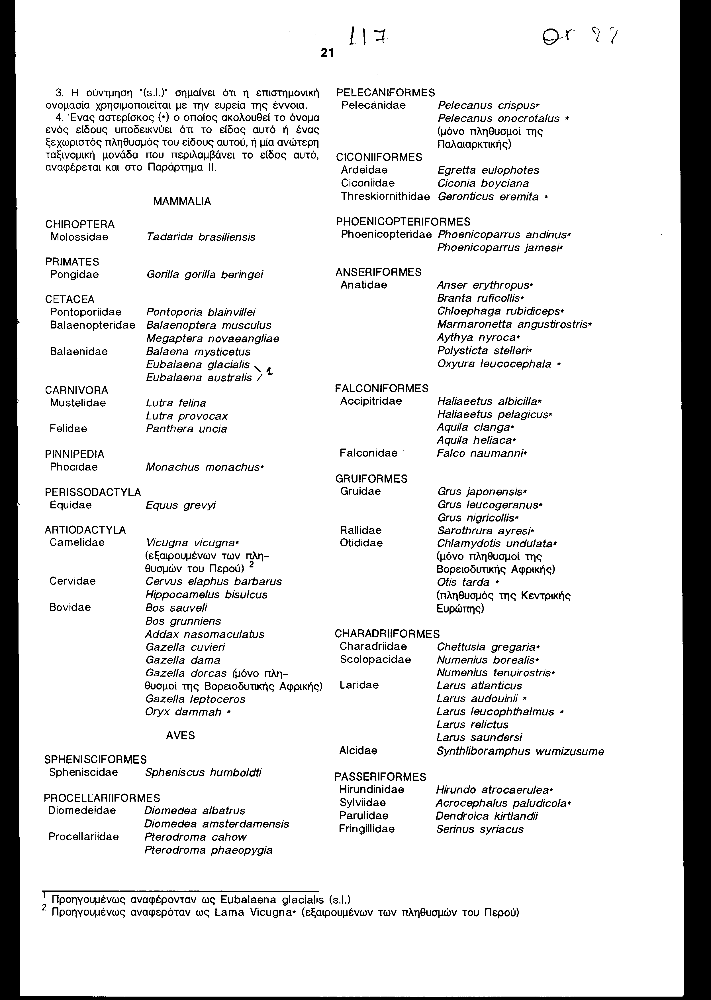 21
3. Η σύντμηση "(s.l.)" σημαίνει ότι η επιστημονική
ονομασία χρησιμοποιείται με την ευρεία της έννοια.
4. Ένας αστερίσκος (*) ο οποίος ακολουθεί το όνομα
ενός είδους υποδεικνύει ότι το είδος αυτό ή ένας
ξεχωριστός πληθυσμός του είδους αυτού, ή μία ανώτερη
ταξινομική μονάδα που περιλαμβάνει το είδος αυτό,
αναφέρεται και στο Παράρτημα ΙΙ.
MAMMALIA
CHIROPTERA
Molossidae Tadarida brasiliensis
PRIMATES
Pongidae Gorilla gorilla beringei
CETACEA
Pontoporiidae Pontoporia blainvillei
Balaenopteridae Balaenoptera musculus
Megaptera novaeangliae
Balaenidae Balaena mysticetus
Eubalaena glacialis \ 1
Eubalaena australis /
CARNIVORA
Mustelidae Lutra felina
Lutra provocax
Felidae Panthera uncia
PINNIPEDIA
Phocidae Monachus monachus*
PERISSODACTYLA
Equidae Equus grevyi
ARTIODACTYLA
Camelidae Vicugna vicugna*
(εξαιρουμένων των πλη-
θυσμών του Περού) 2
Cervidae Cervus elaphus barbarus
Hippocamelus bisulcus
Bovidae Bos sauveli
Bos grunniens
Addax nasomaculatus
Gazella cuvieri
Gazella dama
Gazella dorcas (μόνο πλη-
θυσμοί της Βορειοδυτικής Αφρικής)
Gazella leptoceros
Oryx dammah *
AVES
SPHENISCIFORMES
Spheniscidae Spheniscus humboldti
PROCELLARIIFORMES
Diomedeidae Diomedea albatrus
Diomedea amsterdamensis
Procellariidae Pterodroma cahow
Pterodroma phaeopygia
PELECANIFORMES
Pelecanidae Pelecanus crispus*
Pelecanus onocrotalus *
(μόνο πληθυσμοί της
Παλαιαρκτικής)
CICONIIFORMES
Ardeidae Egretta eulophotes
Ciconiidae Ciconia boyciana
Threskiornithidae Geronticus eremita *
PHOENICOPTERIFORMES
Phoenicopteridae Phoenicoparrus andinus*
Phoenicoparrus jamesi*
ANSERIFORMES
Anatidae Anser erythropus*
Branta ruficollis*
Chloephaga rubidiceps*
Marmaronetta angustirostris*
Aythya nyroca*
Polysticta stelleri*
Oxyura leucocephala *
FALCONIFORMES
Accipitridae Haliaeetus albicilla*
Haliaeetus pelagicus*
Aquila clanga*
Aquila heliaca*
Falconidae Falco naumanni*
GRUIFORMES
Gruidae Grus japonensis*
Grus leucogeranus*
Grus nigricollis*
Rallidae Sarothrura ayresi*
Otididae Chlamydotis undulata*
(μόνο πληθυσμοί της
Βορειοδυτικής Αφρικής)
Otis tarda *
(πληθυσμός της Κεντρικής
Ευρώπης)
CHARADRIIFORMES
Charadriidae Chettusia gregaria*
Scolopacidae Numenius borealis*
Numenius tenuirostris*
Laridae Larus atlanticus
Larus audouinii *
Larus leucophthalmus *
Larus relictus
Larus saundersi
Alcidae Synthliboramphus wumizusume
PASSERIFORMES
Hirundinidae Hirundo atrocaerulea*
Sylviidae Acrocephalus paludicola*
Parulidae Dendroica kirtlandii
Fringillidae Serinus syriacus
1 Προηγουμένως αναφέρονταν ως Eubalaena glacialis (s.l.)
2 Προηγουμένως αναφερόταν ως Lama Vicugna* (εξαιρουμένων των πληθυσμών του Περού)